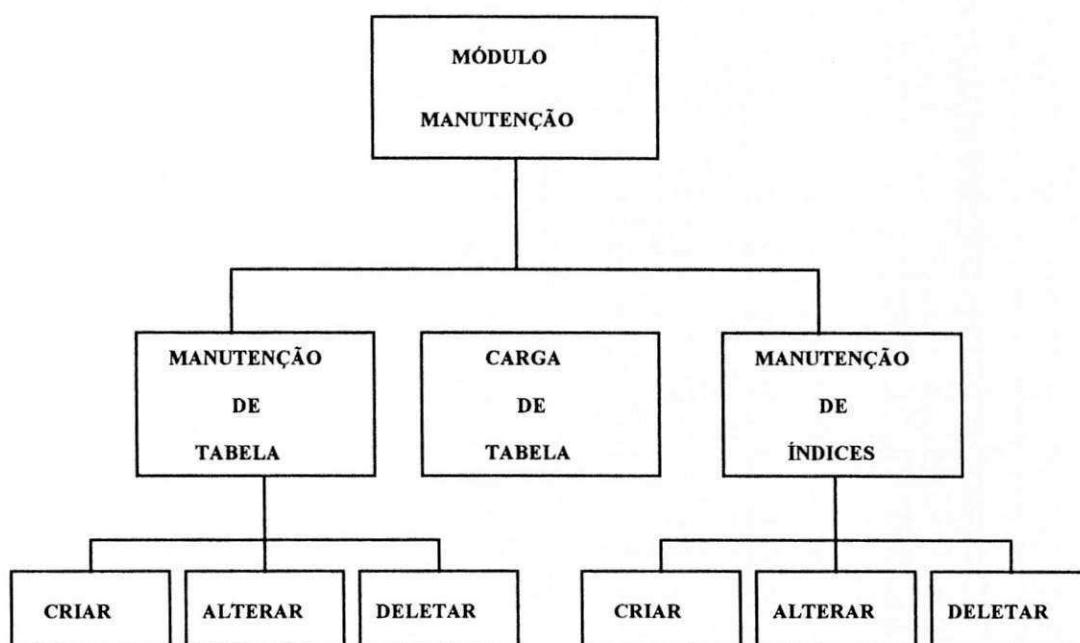 MÓDULO
MANUTENÇÃO
MANUTENÇÃO
DE
TABELA
CARGA
DE
TABELA
MANUTENÇÃO
DE
ÍNDICES
CRIAR
ALTERAR
DELETAR
CRIAR
ALTERAR
DELETAR